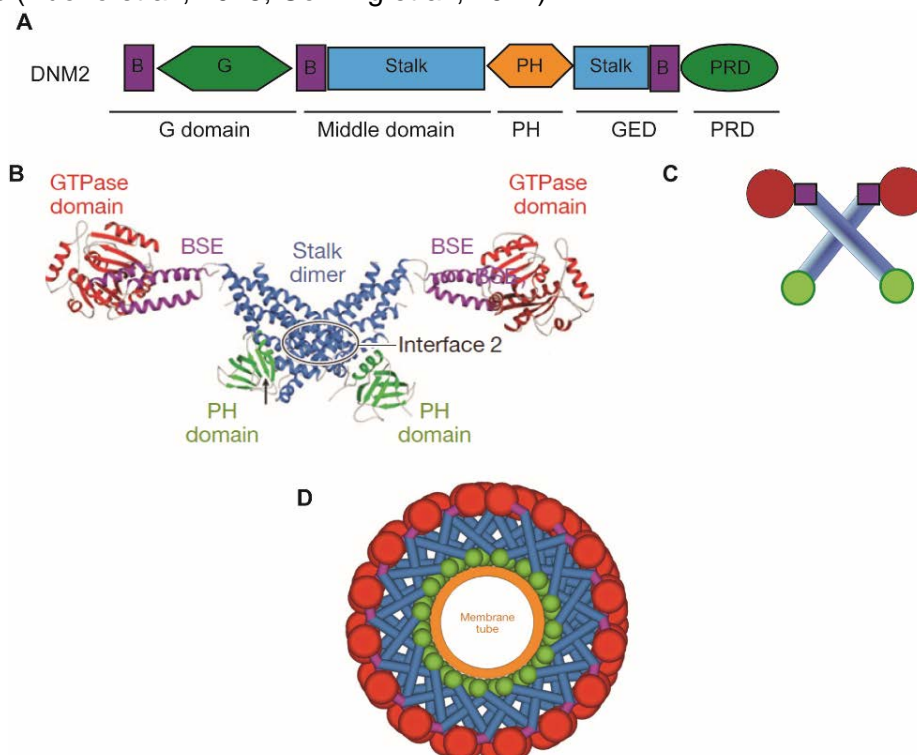 A
B G B Stalk PH Stalk B PRD
DNM2
G domain Middle domain PH GED PRD
B
C
GTPase
domain
GTPase
domain
BSE
BSE
Stalk
dimer
Interface 2
PH
domain
PH
domain
D
Membrane
tube